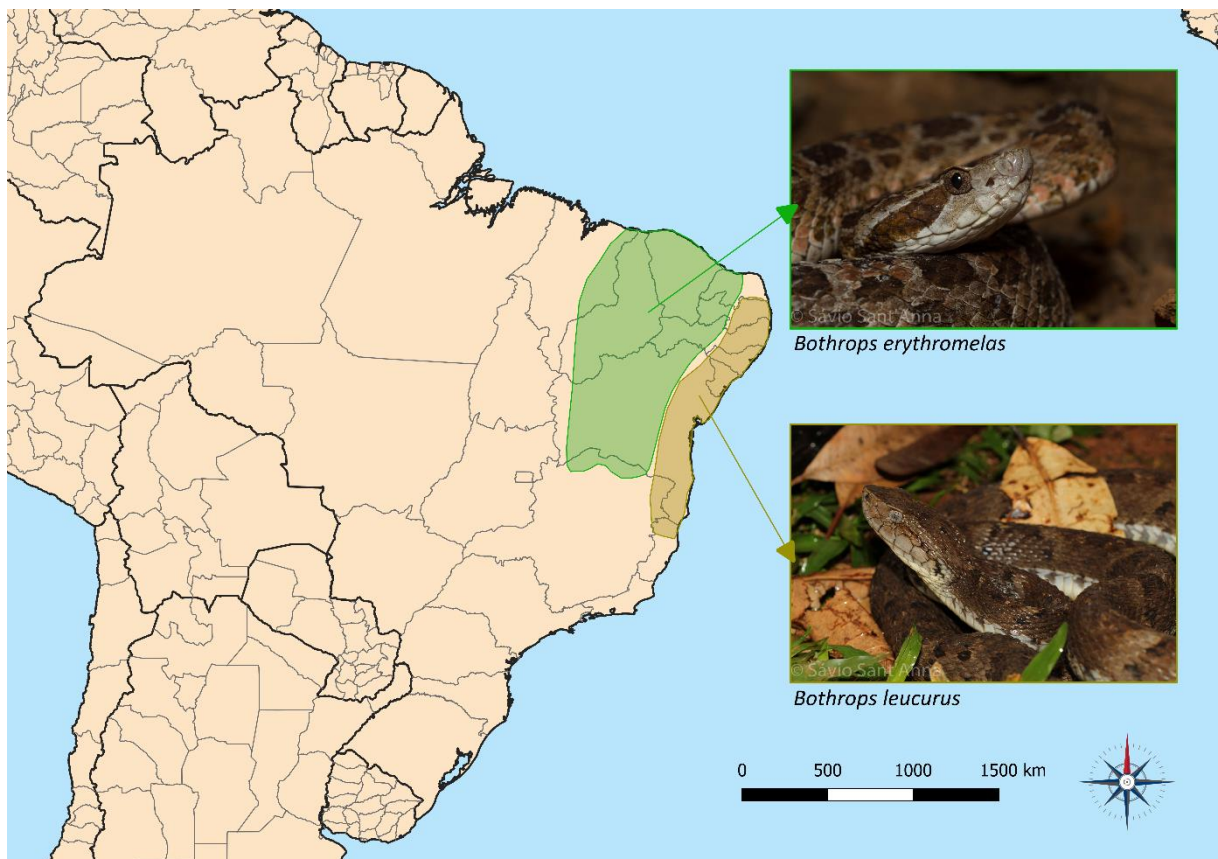 © Sávio Sant Anna
Bothrops erythromelas
© Sávio Sant Anna
Bothrops leucurus
0 500 1000 1500 km